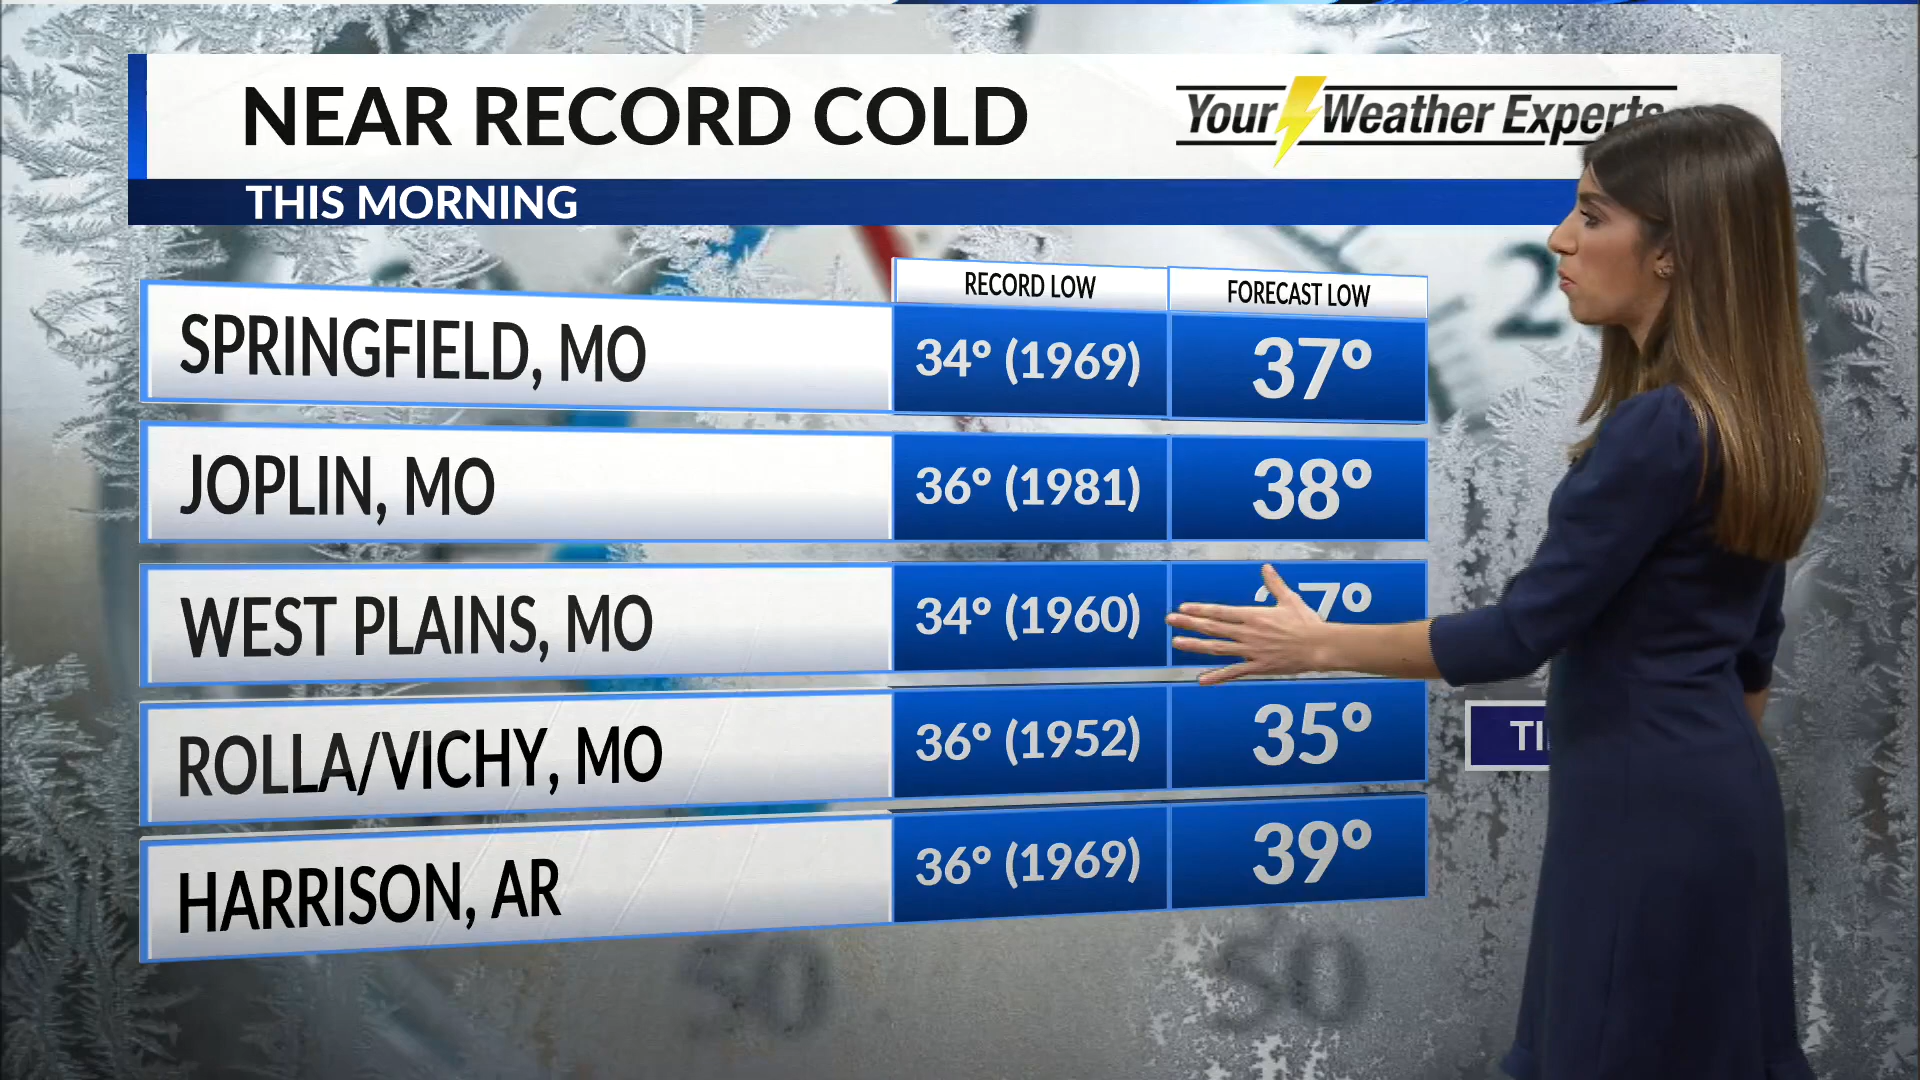 NEAR RECORD COLD
Your Weather Experts
THIS MORNING
RECORD LOW FORECAST LOW
SPRINGFIELD, MO 34° (1969) 37°
JOPLIN, MO 36° (1981) 38°
WEST PLAINS, MO 34° (1960)
ROLLA/VICHY, MO 36° (1952) 35°
HARRISON, AR 36° (1969) 39°